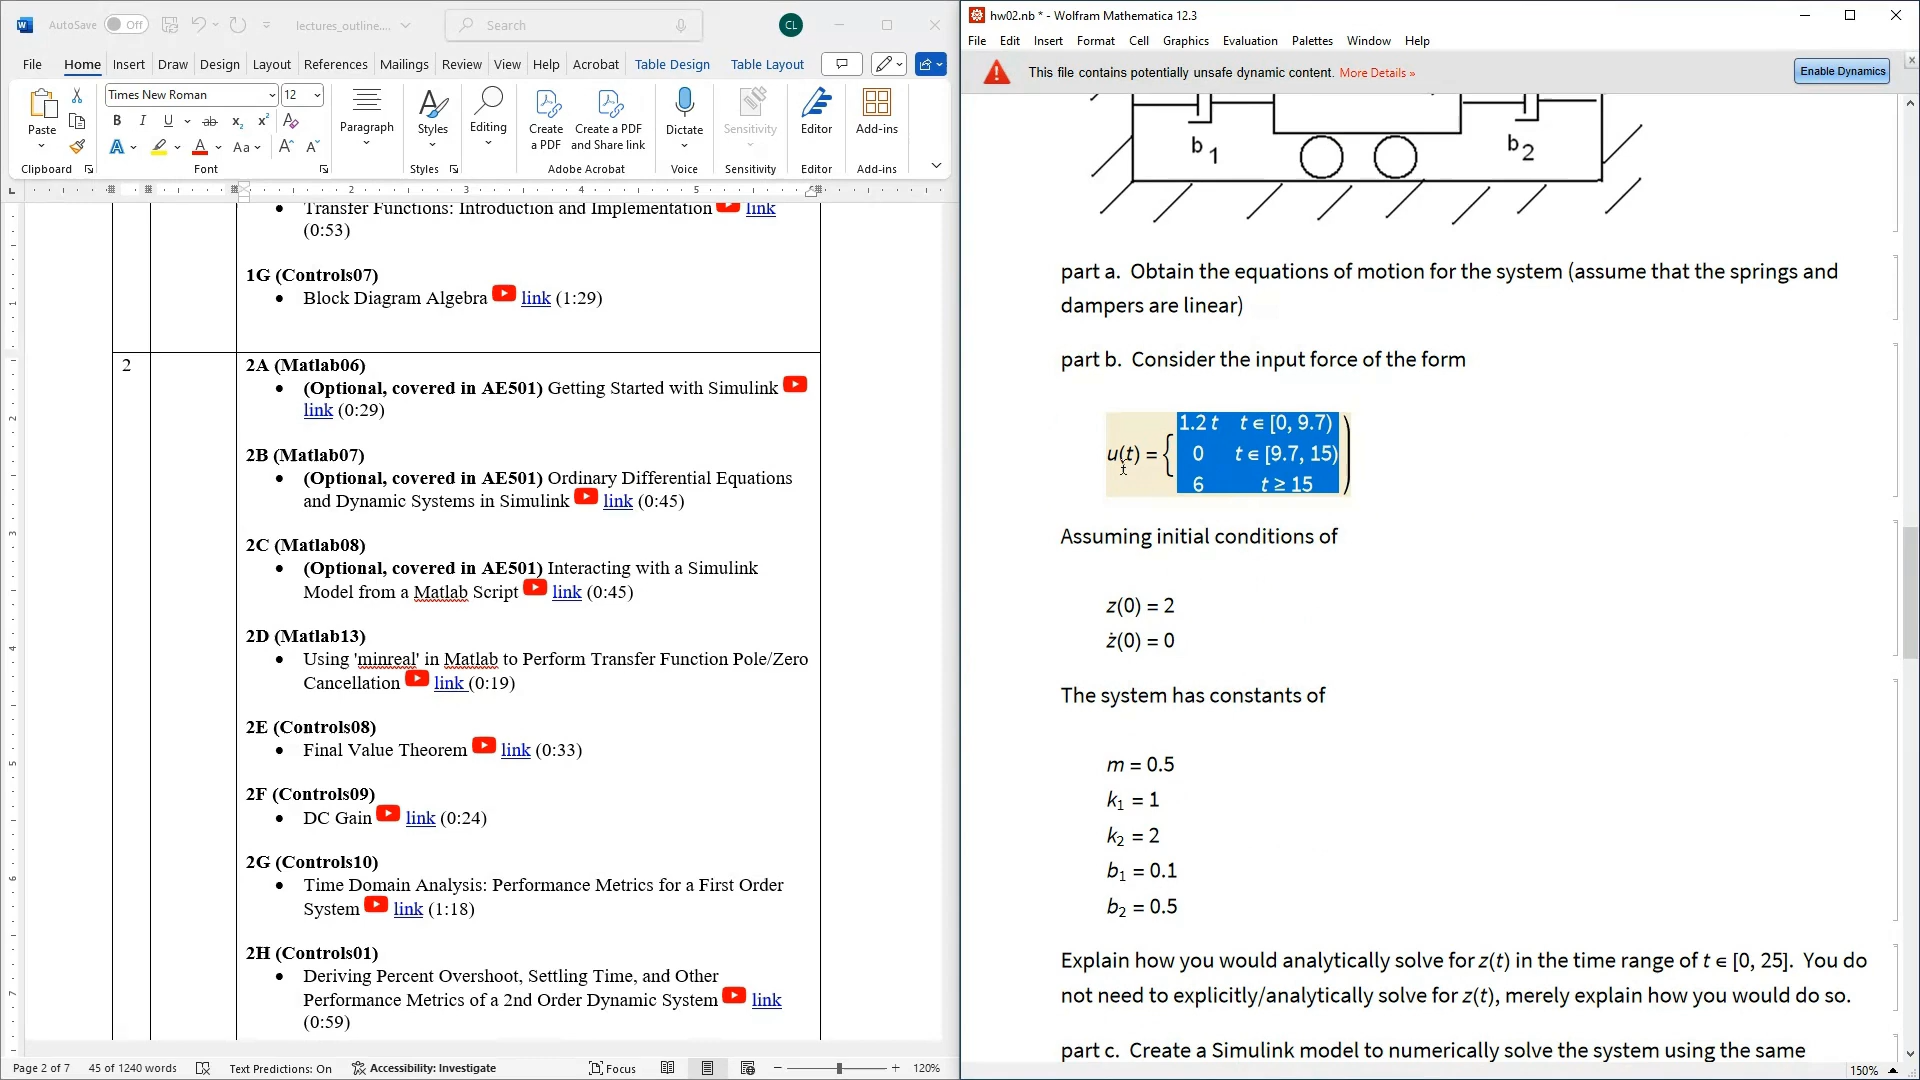 AutoSave Off lectures_outline.... Search CL
File Home Insert Draw Design Layout References Mailings Review View Help Acrobat Table Design Table Layout
Times New Roman 12
Paste Paragraph Styles Editing Create a PDF Create a PDF and Share link Dictate Sensitivity Editor Add-ins
Clipboard Font Styles Adobe Acrobat Voice Sensitivity Editor Add-ins
Transfer Functions: Introduction and Implementation link
(0:53)
1G (Controls07)
• Block Diagram Algebra link (1:29)
2
2A (Matlab06)
• (Optional, covered in AE501) Getting Started with Simulink
link (0:29)
2B (Matlab07)
• (Optional, covered in AE501) Ordinary Differential Equations
and Dynamic Systems in Simulink link (0:45)
2C (Matlab08)
• (Optional, covered in AE501) Interacting with a Simulink
Model from a Matlab Script link (0:45)
2D (Matlab13)
• Using 'minreal' in Matlab to Perform Transfer Function Pole/Zero
Cancellation link (0:19)
2E (Controls08)
• Final Value Theorem link (0:33)
2F (Controls09)
• DC Gain link (0:24)
2G (Controls10)
• Time Domain Analysis: Performance Metrics for a First Order
System link (1:18)
2H (Controls01)
• Deriving Percent Overshoot, Settling Time, and Other
Performance Metrics of a 2nd Order Dynamic System link
(0:59)
Page 2 of 7 45 of 1240 words Text Predictions: On Accessibility: Investigate Focus 120%
hw02.nb * - Wolfram Mathematica 12.3
File Edit Insert Format Cell Graphics Evaluation Palettes Window Help
This file contains potentially unsafe dynamic content. More Details » Enable Dynamics
b1 b2
part a. Obtain the equations of motion for the system (assume that the springs and
dampers are linear)
part b. Consider the input force of the form
1.2 t t ∈ [0, 9.7)
u(t) = { 0 t ∈ [9.7, 15) )
6 t ≥ 15
Assuming initial conditions of
z(0) = 2
ż(0) = 0
The system has constants of
m = 0.5
k₁ = 1
k₂ = 2
b₁ = 0.1
b₂ = 0.5
Explain how you would analytically solve for z(t) in the time range of t ∈ [0, 25]. You do
not need to explicitly/analytically solve for z(t), merely explain how you would do so.
part c. Create a Simulink model to numerically solve the system using the same
150%